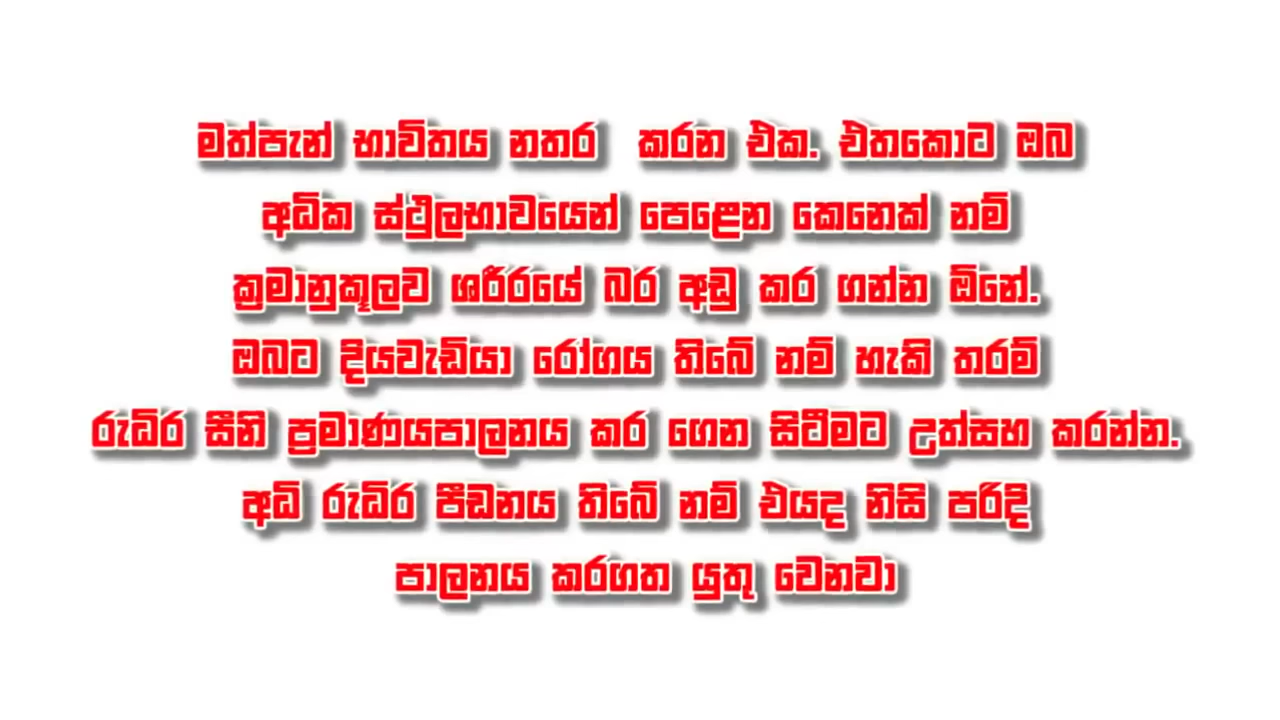 මත්පැන් භාවිතය නතර කරන එක. එතකොට ඔබ
අධික ස්ථුලභාවයෙන් පෙළෙන කෙනෙක් නම්
ක්‍රමානුකූලව ශරීරයේ බර අඩු කර ගන්න ඕනේ.
ඔබට දියවැඩියා රෝගය තිබේ නම් හැකි තරම්
රුධිර සීනි ප්‍රමාණයපාලනය කර ගෙන සිටීමට උත්සහ කරන්න.
අධි රුධිර පීඩනය තිබේ නම් එයද නිසි පරිදි
පාලනය කරගත යුතු වෙනවා